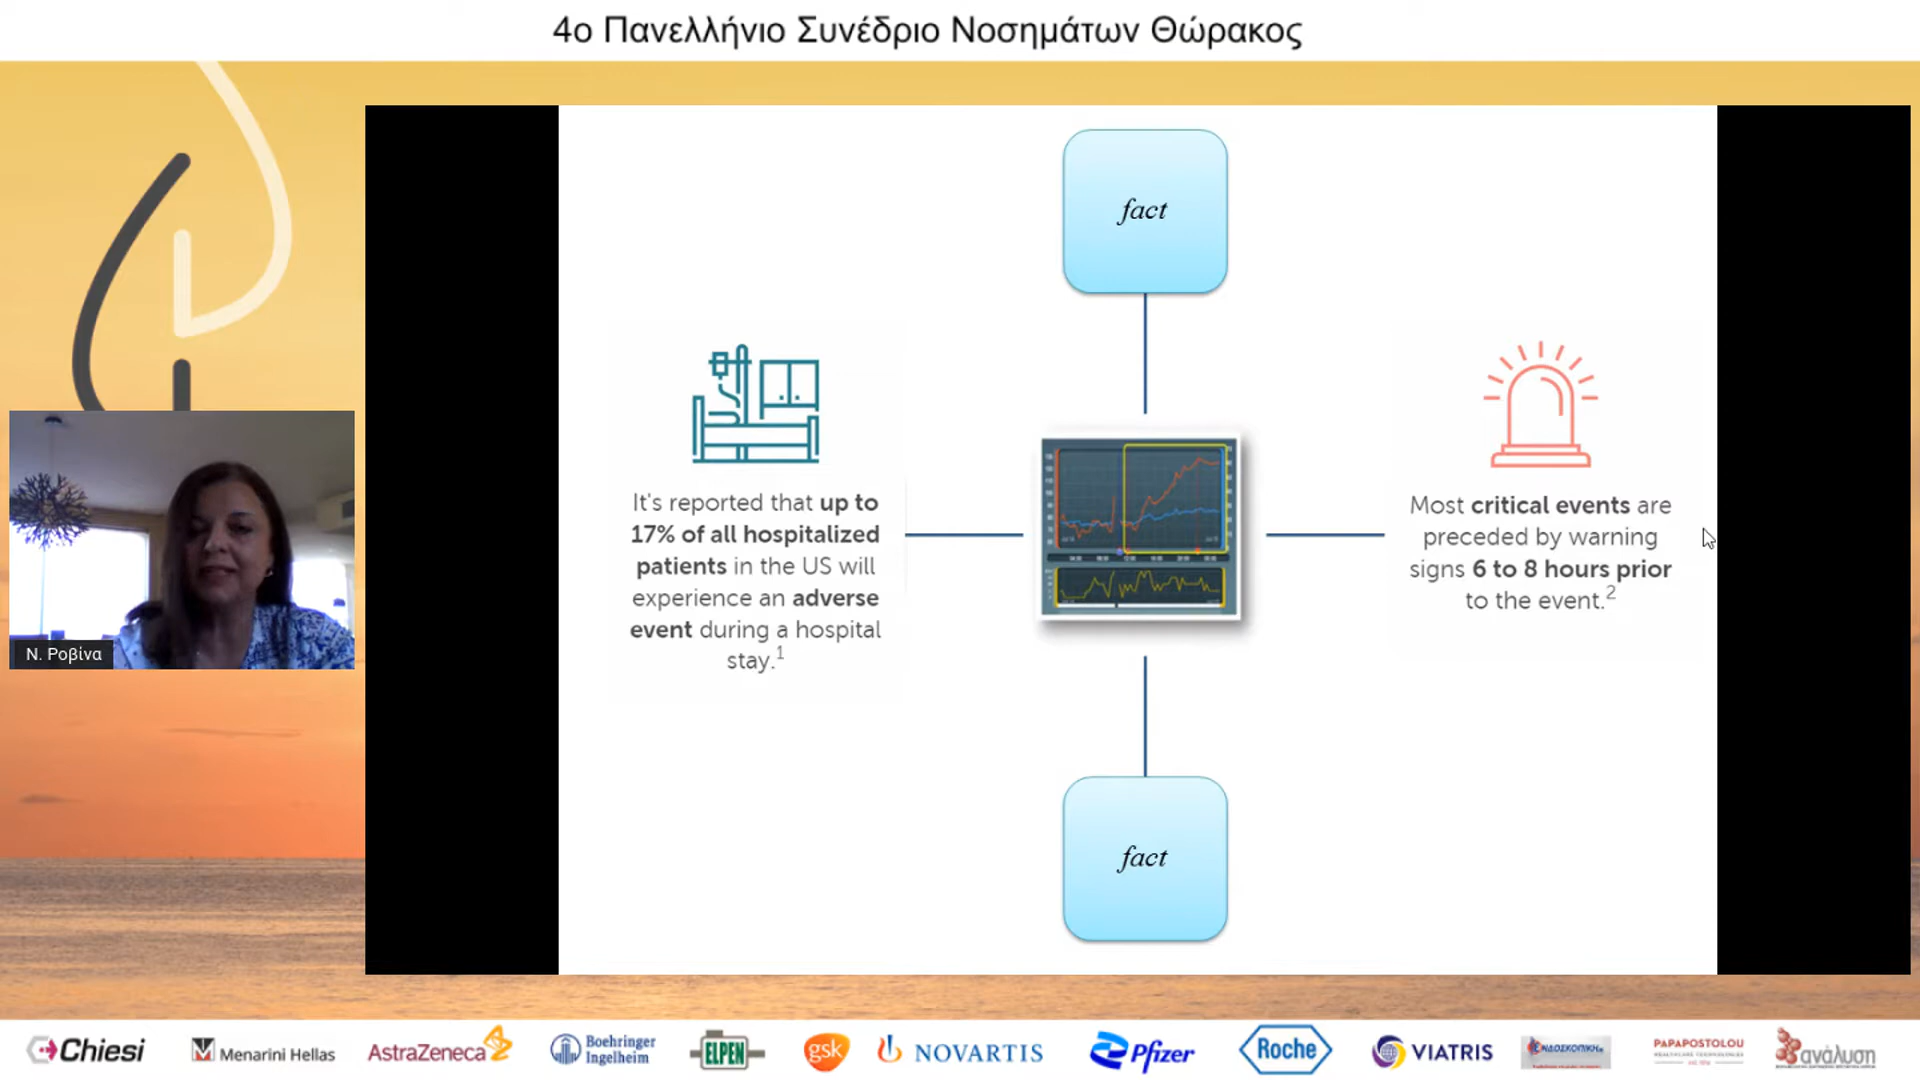 4ο Πανελλήνιο Συνέδριο Νοσημάτων Θώρακος
fact
It's reported that up to
17% of all hospitalized
patients in the US will
experience an adverse
event during a hospital
stay.1
Most critical events are
preceded by warning
signs 6 to 8 hours prior
to the event.2
fact
Ν. Ροβίνα
Chiesi
Menarini Hellas
AstraZeneca
Boehringer
Ingelheim
ELPEN
gsk
NOVARTIS
Pfizer
Roche
VIATRIS
ΕΝΔΟΣΚΟΠΙΚΗ
PAPAPOSTOLOU
ανάλυση